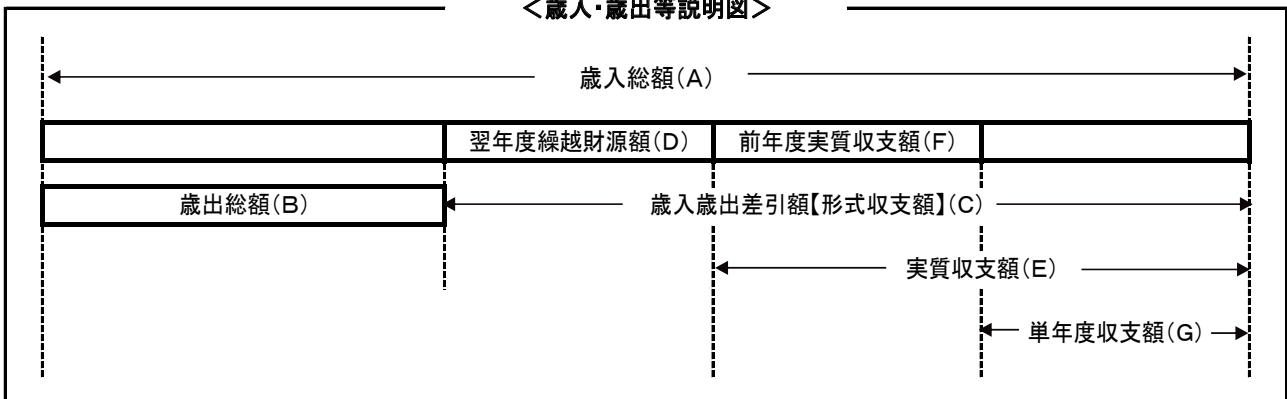 <歳入・歳出等説明図>
歳入総額(A)
翌年度繰越財源額(D) 前年度実質収支額(F)
歳出総額(B) 歳入歳出差引額【形式収支額】(C)
実質収支額(E)
単年度収支額(G)